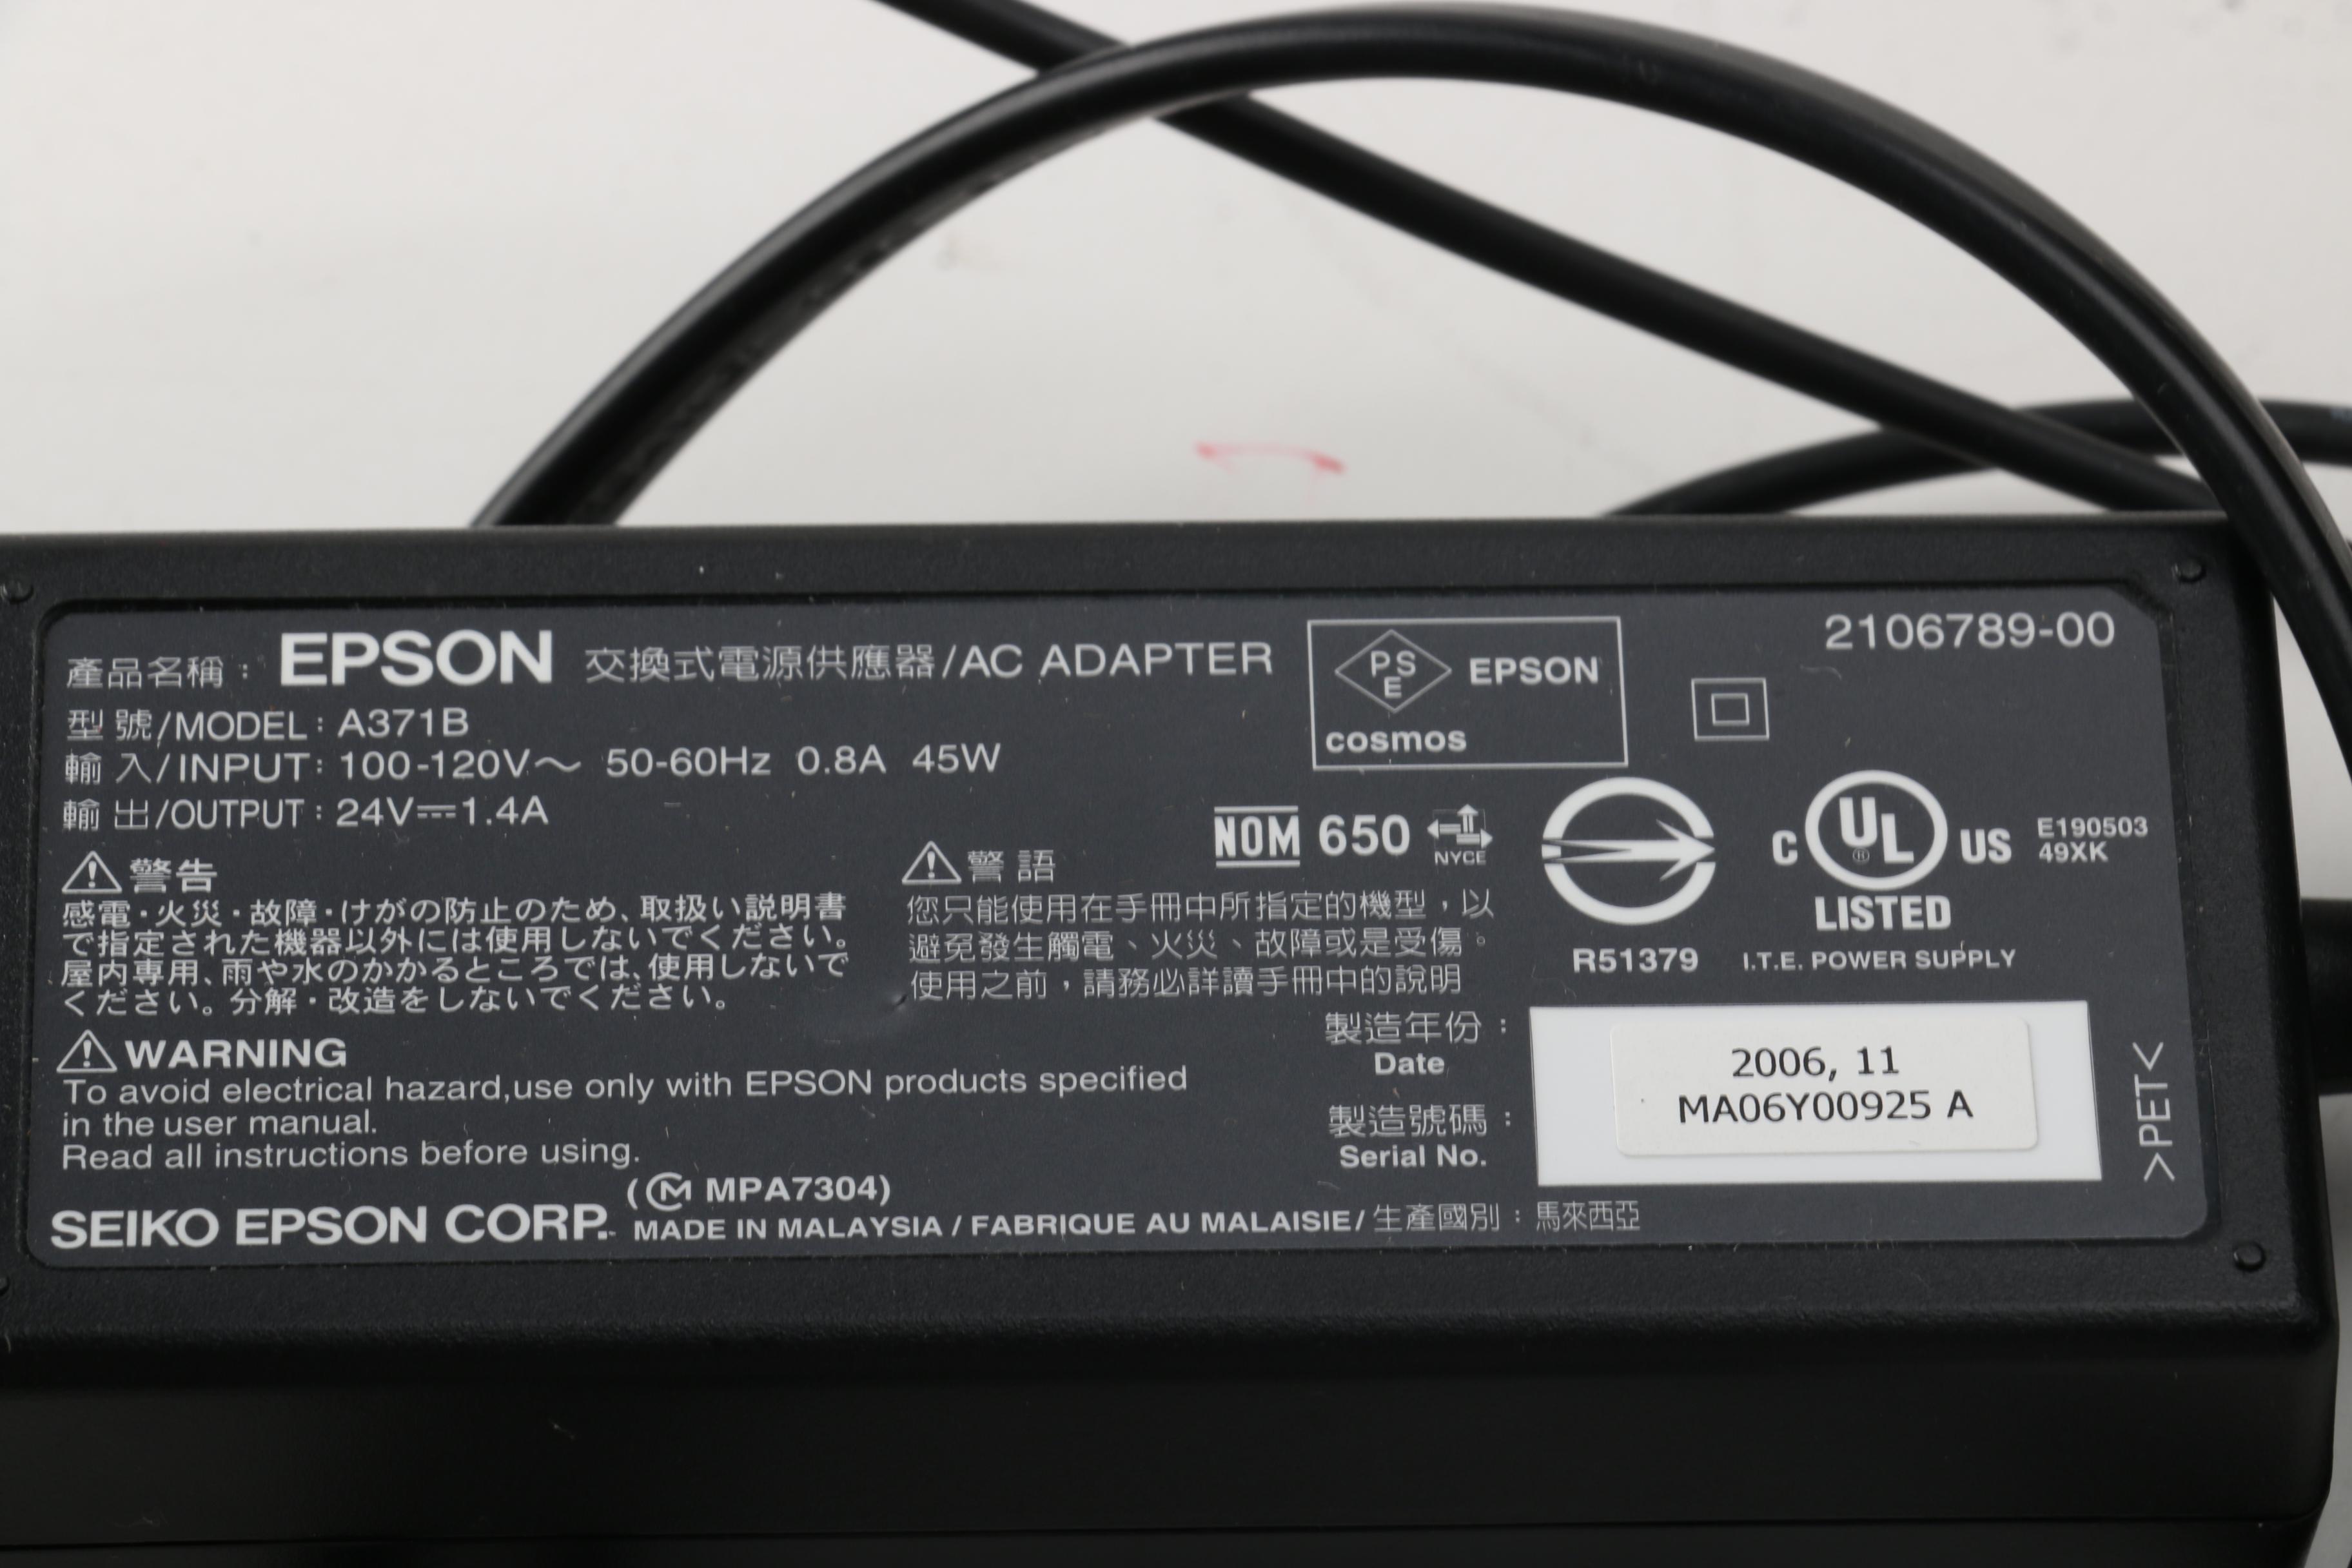 產品名稱: EPSON 交換式電源供應器/AC ADAPTER
型號/MODEL: A371B
輸入/INPUT: 100-120V～ 50-60Hz 0.8A 45W
輸出/OUTPUT: 24V⎓1.4A
PSE EPSON
cosmos
2106789-00
NOM 650 NYCE
R51379
C UL US
LISTED
E190503
49XK
I.T.E. POWER SUPPLY
⚠警告
感電・火災・故障・けがの防止のため、取扱い説明書
で指定された機器以外には使用しないでください。
屋内専用、雨や水のかかるところでは、使用しないで
ください。分解・改造をしないでください。
⚠警語
您只能使用在手冊中所指定的機型，以
避免發生觸電、火災、故障或是受傷。
使用之前，請務必詳讀手冊中的說明
⚠WARNING
To avoid electrical hazard,use only with EPSON products specified
in the user manual.
Read all instructions before using.
製造年份:
Date
2006, 11
製造號碼:
Serial No.
MA06Y00925 A
>PET<
(M MPA7304)
SEIKO EPSON CORP. MADE IN MALAYSIA / FABRIQUE AU MALAISIE/生產國別:馬來西亞